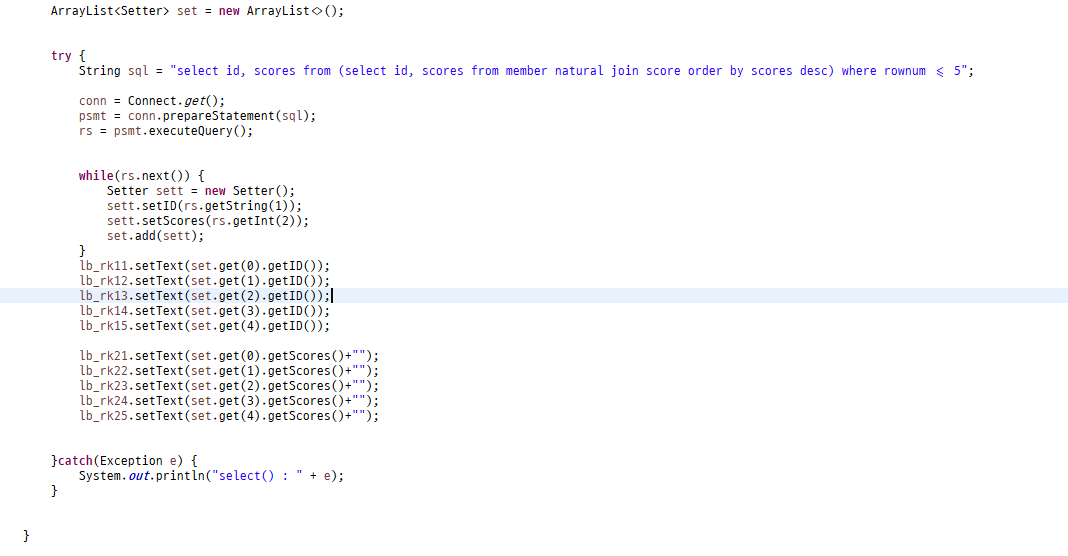 ArrayList<Setter> set = new ArrayList<>();
try {
String sql = "select id, scores from (select id, scores from member natural join score order by scores desc) where rownum <= 5";
conn = Connect.get();
psmt = conn.prepareStatement(sql);
rs = psmt.executeQuery();
while(rs.next()) {
Setter sett = new Setter();
sett.setID(rs.getString(1));
sett.setScores(rs.getInt(2));
set.add(sett);
}
lb_rk11.setText(set.get(0).getID());
lb_rk12.setText(set.get(1).getID());
lb_rk13.setText(set.get(2).getID());
lb_rk14.setText(set.get(3).getID());
lb_rk15.setText(set.get(4).getID());
lb_rk21.setText(set.get(0).getScores()+"");
lb_rk22.setText(set.get(1).getScores()+"");
lb_rk23.setText(set.get(2).getScores()+"");
lb_rk24.setText(set.get(3).getScores()+"");
lb_rk25.setText(set.get(4).getScores()+"");
}catch(Exception e) {
System.out.println("select() : " + e);
}
}